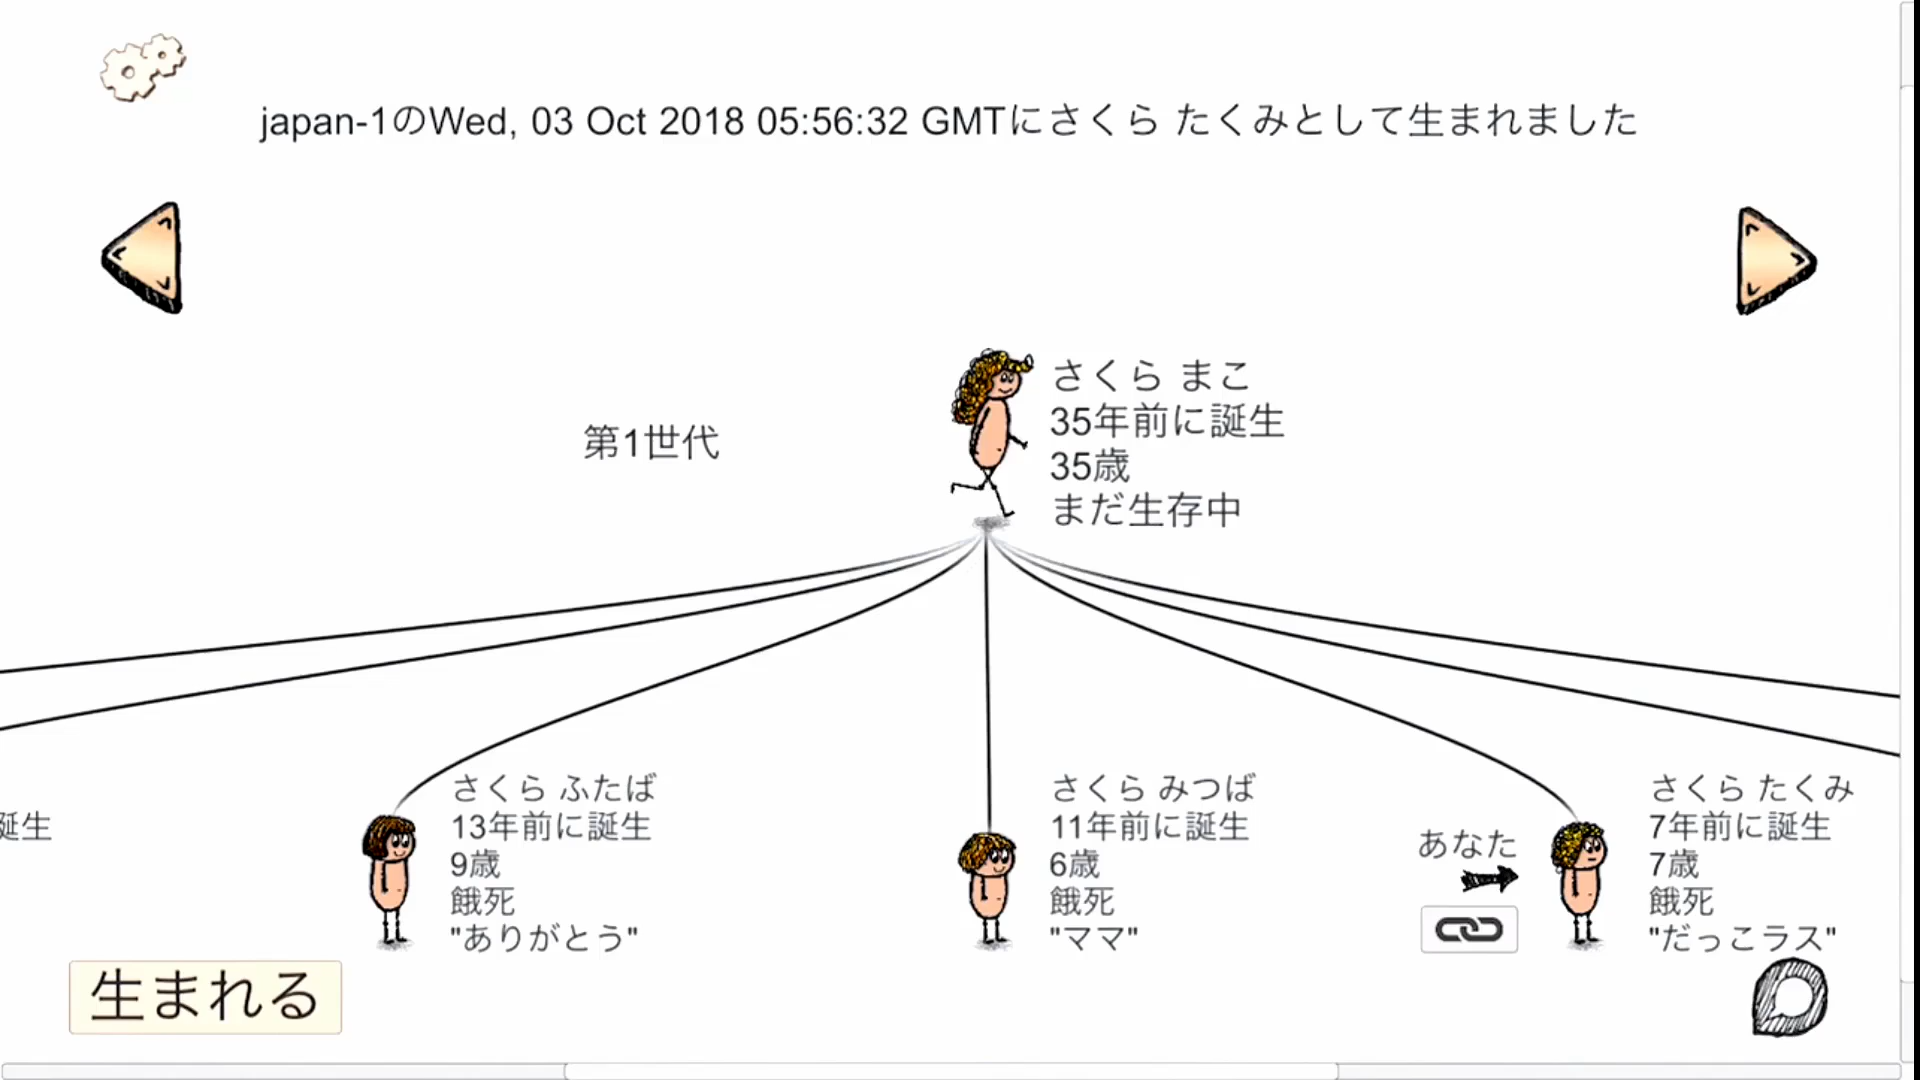 japan-1のWed, 03 Oct 2018 05:56:32 GMTにさくら たくみとして生まれました
さくら まこ
35年前に誕生
35歳
まだ生存中
第1世代
誕生
さくら ふたば
13年前に誕生
9歳
餓死
"ありがとう"
さくら みつば
11年前に誕生
6歳
餓死
"ママ"
あなた
さくら たくみ
7年前に誕生
7歳
餓死
"だっこラス"
生まれる